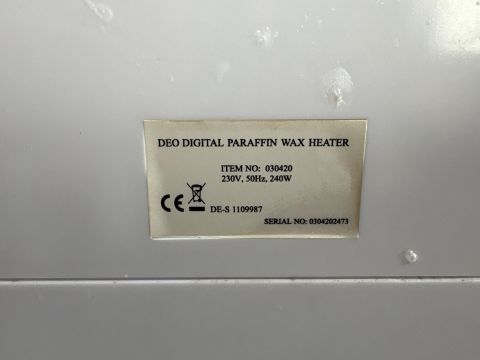 DEO DIGITAL PARAFFIN WAX HEATER
ITEM NO: 030420
230V, 50Hz, 240W
CE DE-S 1109987
SERIAL NO: 0304202473